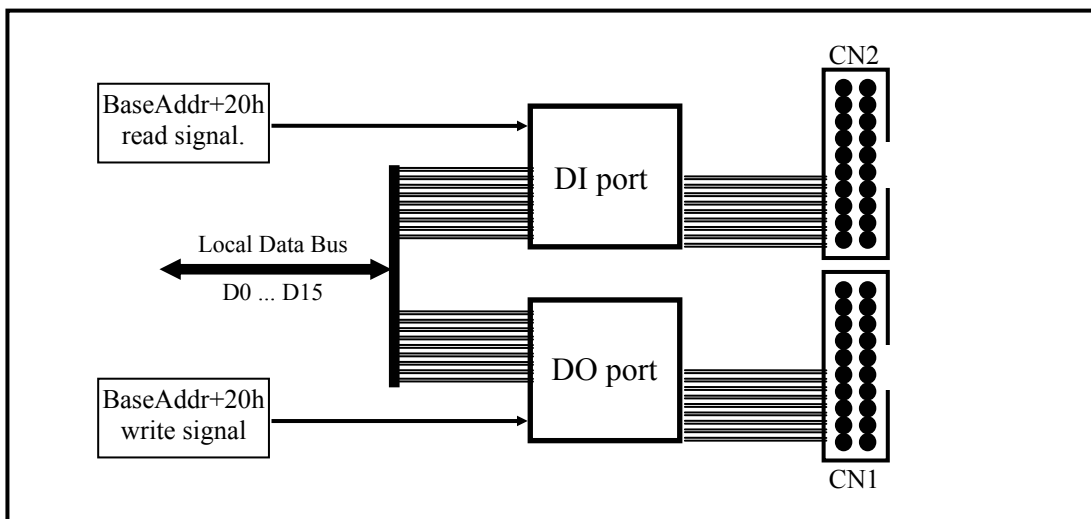 CN2
BaseAddr+20h
read signal.
DI port
Local Data Bus
D0 ... D15
DO port
BaseAddr+20h
write signal
CN1